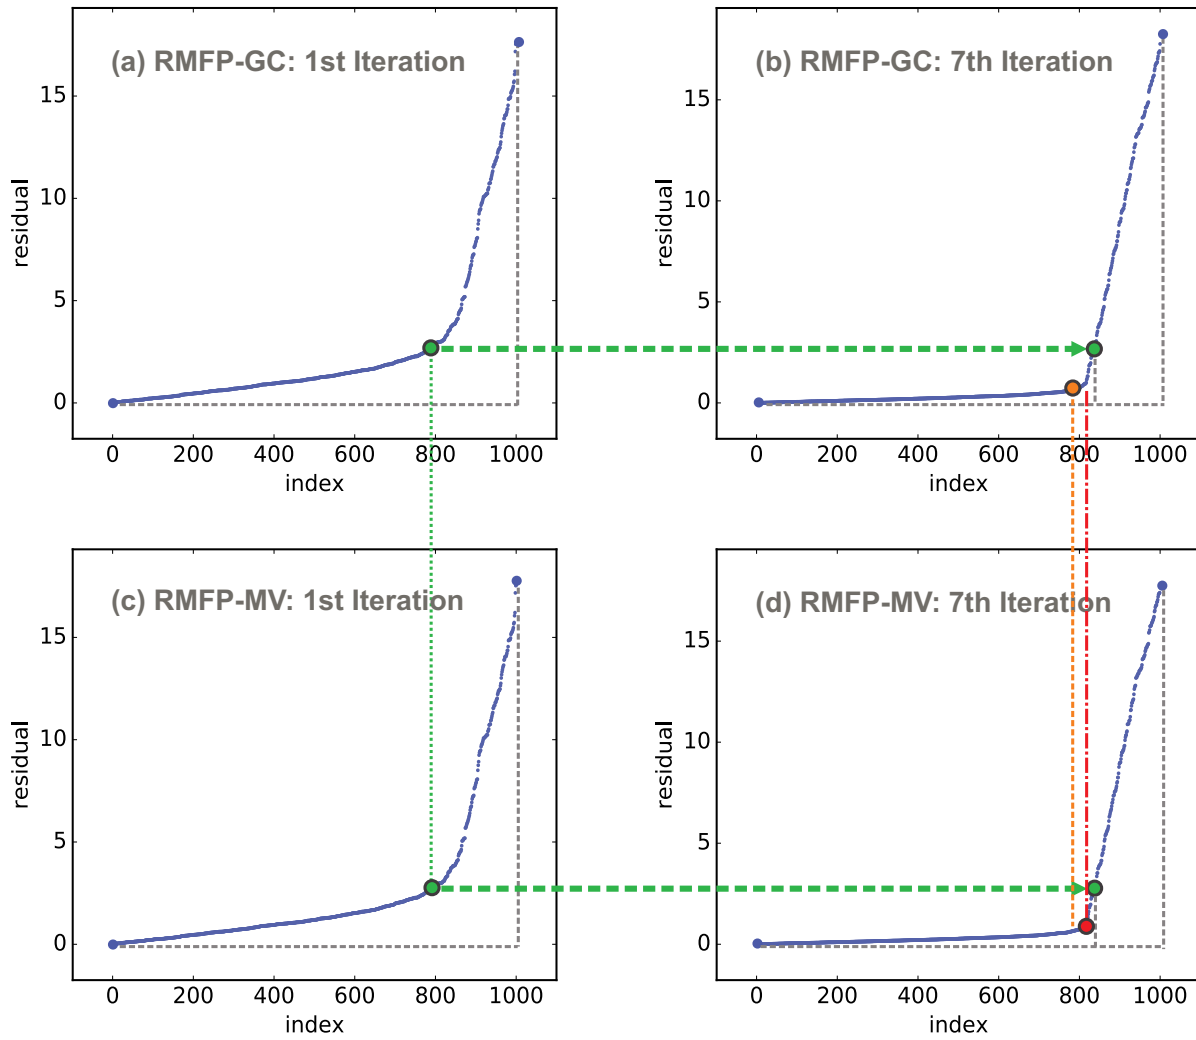 (a) RMFP-GC: 1st Iteration
15
10
5
0
residual
0 200 400 600 800 1000
index
(b) RMFP-GC: 7th Iteration
15
10
5
0
residual
0 200 400 600 800 1000
index
(c) RMFP-MV: 1st Iteration
15
10
5
0
residual
0 200 400 600 800 1000
index
(d) RMFP-MV: 7th Iteration
15
10
5
0
residual
0 200 400 600 800 1000
index